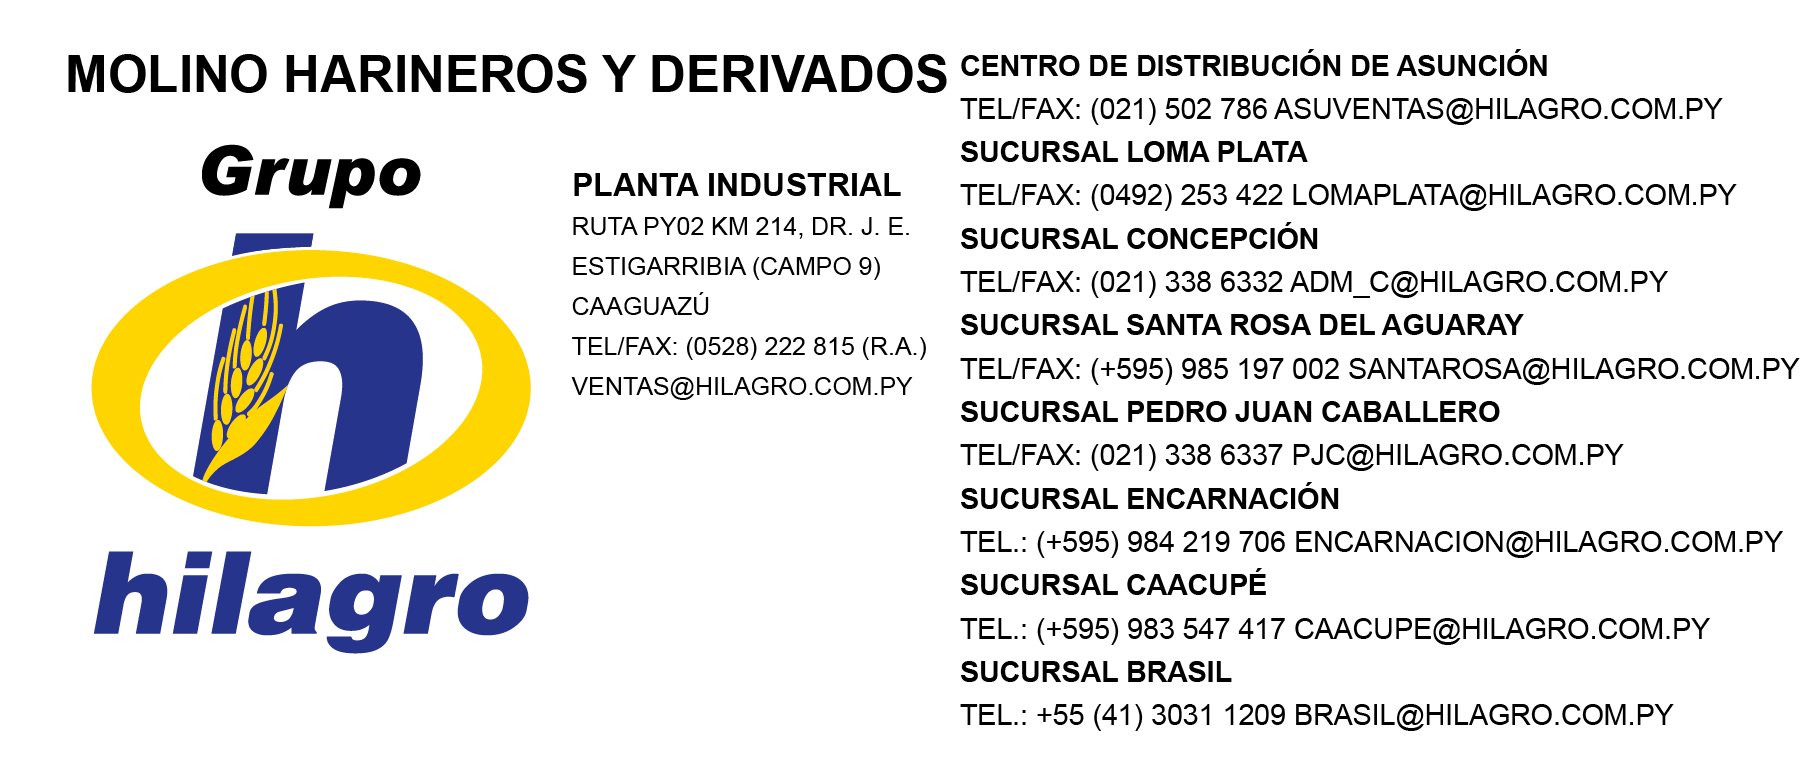 MOLINO HARINEROS Y DERIVADOS
Grupo
hilagro
PLANTA INDUSTRIAL
RUTA PY02 KM 214, DR. J. E.
ESTIGARRIBIA (CAMPO 9)
CAAGUAZÚ
TEL/FAX: (0528) 222 815 (R.A.)
VENTAS@HILAGRO.COM.PY
CENTRO DE DISTRIBUCIÓN DE ASUNCIÓN
TEL/FAX: (021) 502 786 ASUVENTAS@HILAGRO.COM.PY
SUCURSAL LOMA PLATA
TEL/FAX: (0492) 253 422 LOMAPLATA@HILAGRO.COM.PY
SUCURSAL CONCEPCIÓN
TEL/FAX: (021) 338 6332 ADM_C@HILAGRO.COM.PY
SUCURSAL SANTA ROSA DEL AGUARAY
TEL/FAX: (+595) 985 197 002 SANTAROSA@HILAGRO.COM.PY
SUCURSAL PEDRO JUAN CABALLERO
TEL/FAX: (021) 338 6337 PJC@HILAGRO.COM.PY
SUCURSAL ENCARNACIÓN
TEL.: (+595) 984 219 706 ENCARNACION@HILAGRO.COM.PY
SUCURSAL CAACUPÉ
TEL.: (+595) 983 547 417 CAACUPE@HILAGRO.COM.PY
SUCURSAL BRASIL
TEL.: +55 (41) 3031 1209 BRASIL@HILAGRO.COM.PY